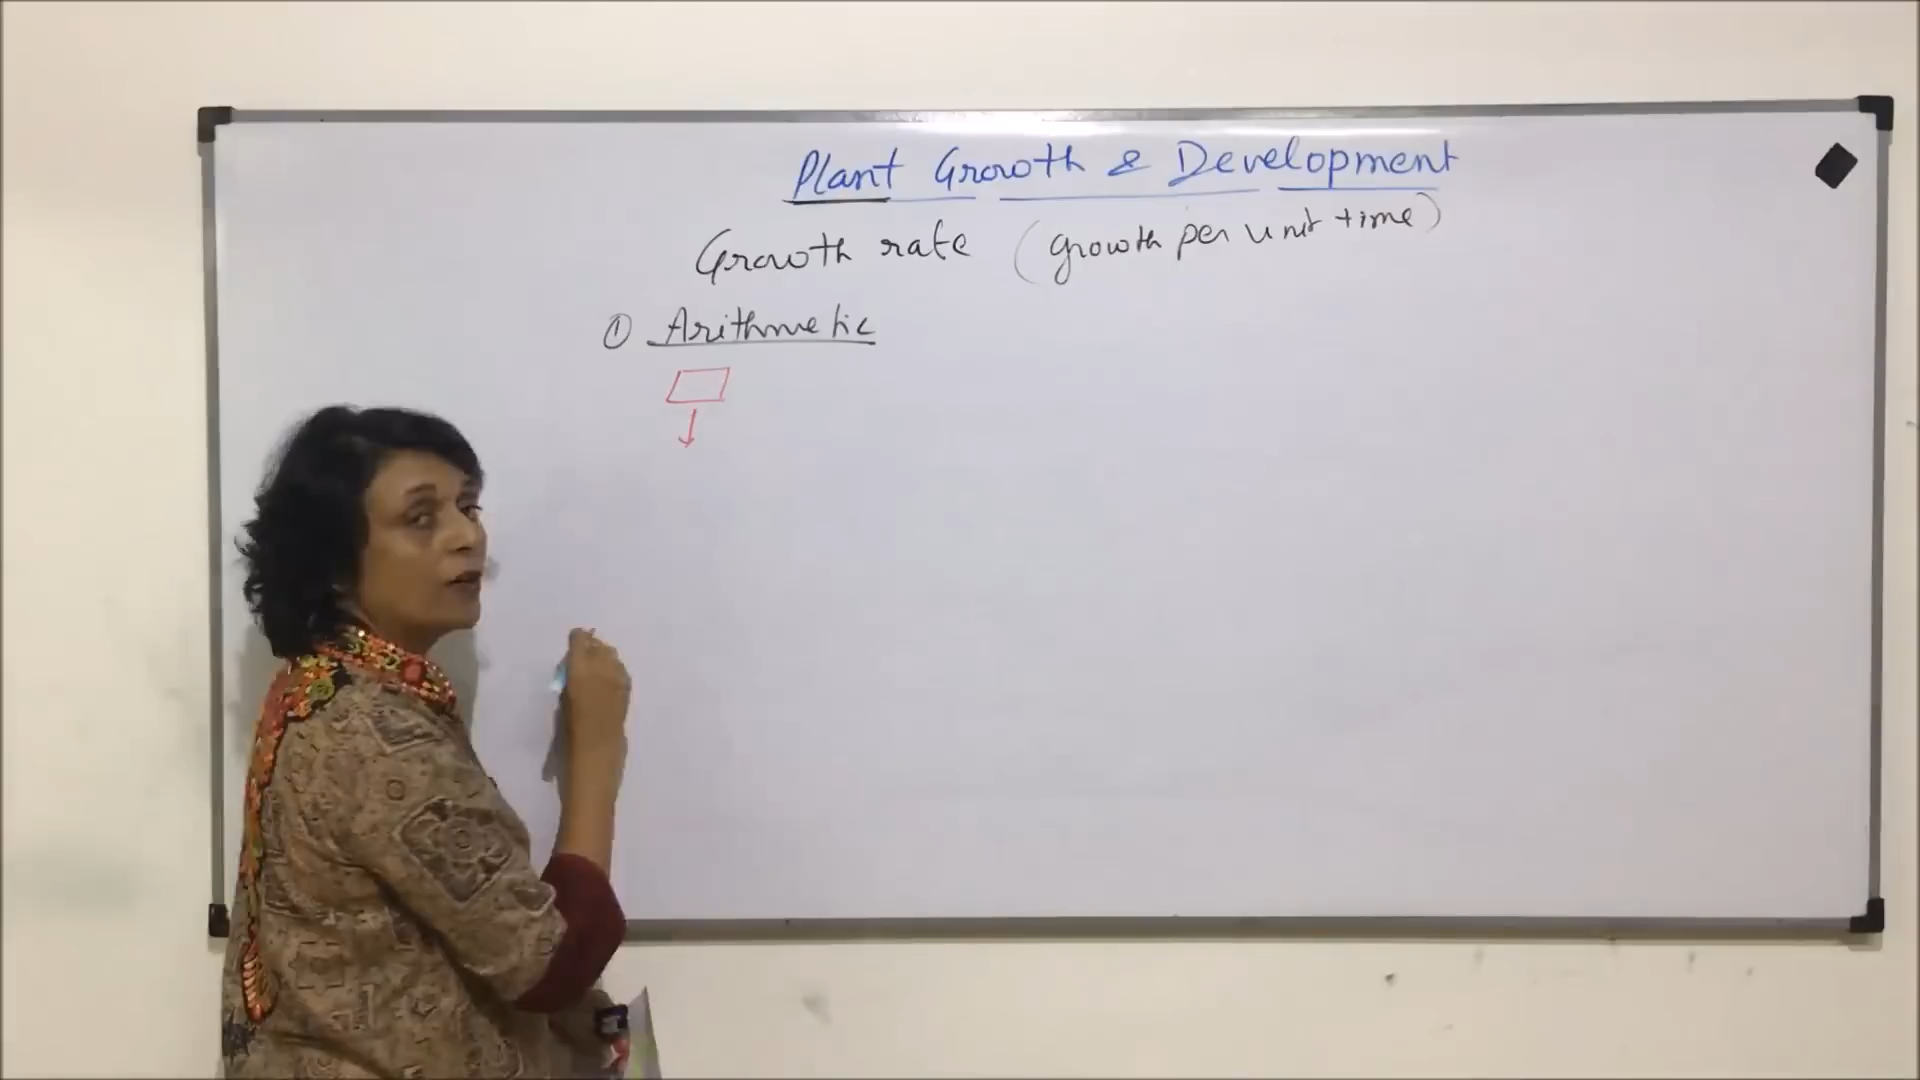 Plant Growth & Development
Growth rate (growth per unit time)
① Arithmetic